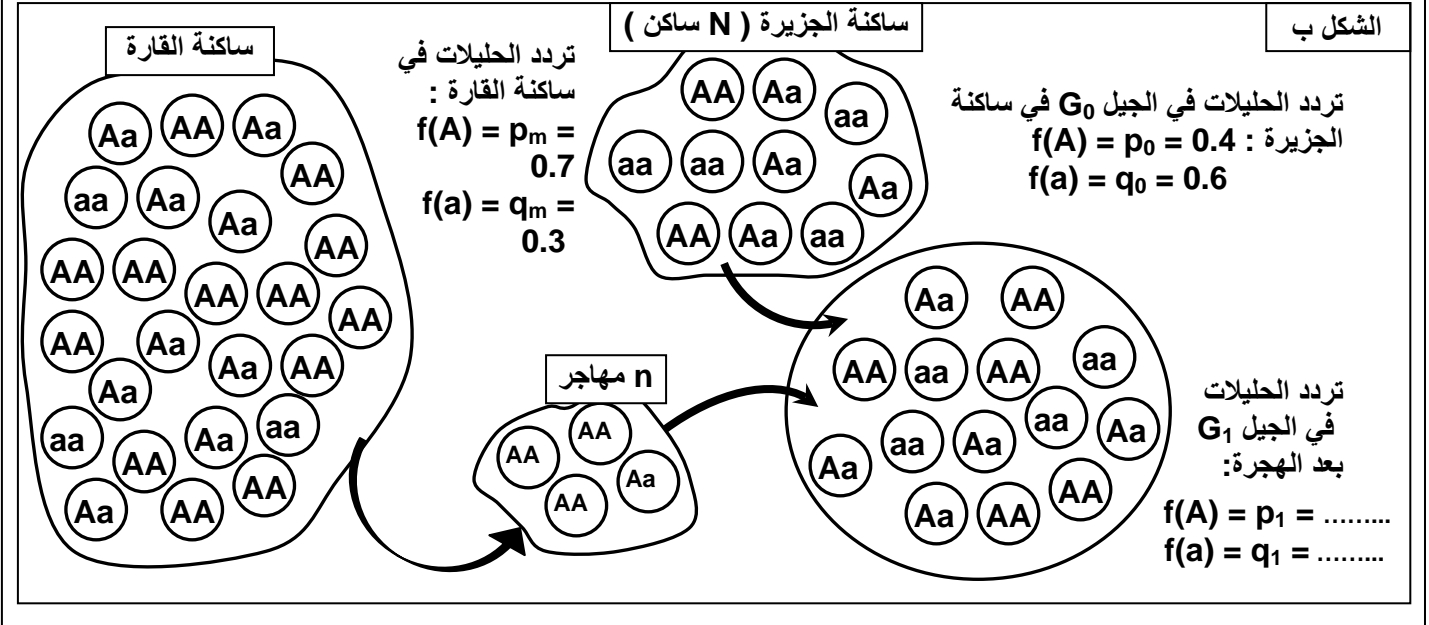 الشكل ب
ساكنة الجزيرة ( N ساكن )
ساكنة القارة
تردد الحليلات في الجيل G₀ في ساكنة
الجزيرة : f(A) = p₀ = 0.4
f(a) = q₀ = 0.6
تردد الحليلات في
ساكنة القارة :
f(A) = pₘ =
0.7
f(a) = qₘ =
0.3
AA Aa
aa
aa aa Aa
Aa
AA Aa aa
Aa AA Aa
AA
aa Aa
Aa
AA
AA AA
AA AA
AA
AA Aa
Aa AA
Aa
aa
Aa aa
AA
AA
Aa AA
n مهاجر
AA AA
Aa
AA
Aa AA
aa
AA aa AA
aa
Aa
aa Aa
Aa
AA
Aa AA
تردد الحليلات
في الجيل G₁
بعد الهجرة:
f(A) = p₁ = .........
f(a) = q₁ = .........